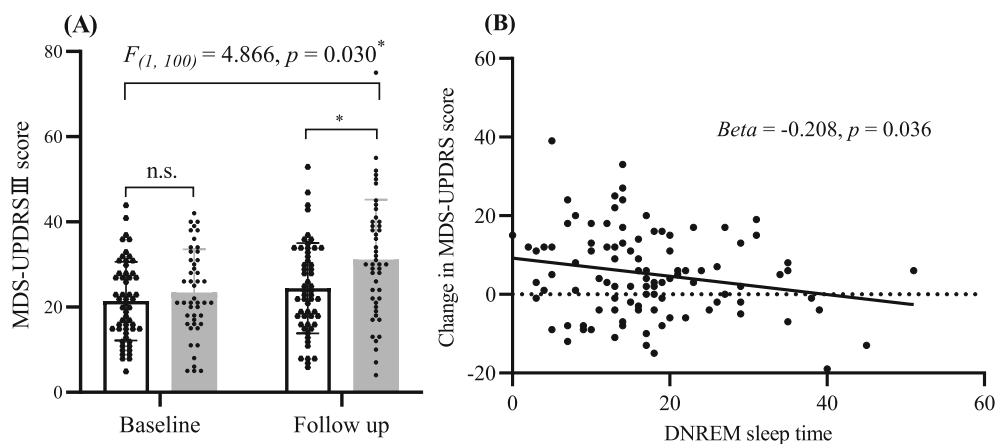 (A)
F(1, 100) = 4.866, p = 0.030*
*
n.s.
MDS-UPDRSⅢ score
80
60
40
20
0
Baseline
Follow up
(B)
Beta = -0.208, p = 0.036
Change in MDS-UPDRS score
60
40
20
0
-20
0
20
40
60
DNREM sleep time